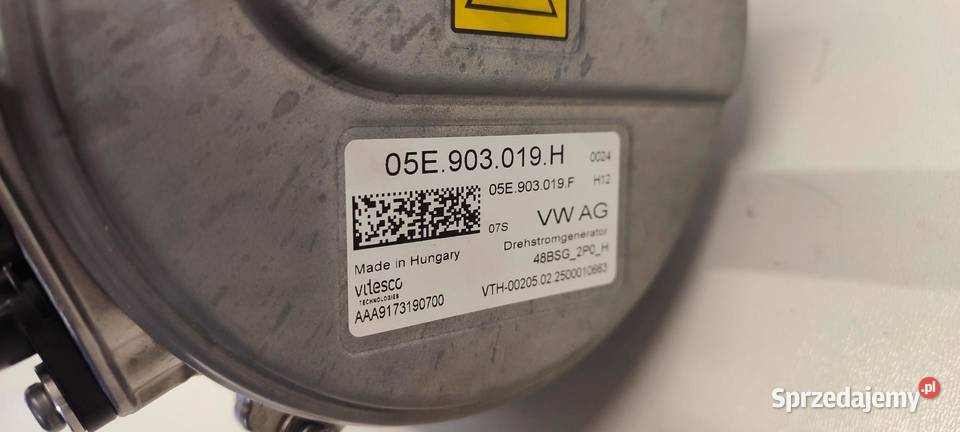 05E.903.019.H 0024
05E.903.019.F H12
07S VW AG
Drehstromgenerator
48BSG_2P0_H
Made in Hungary
vitesco
TECHNOLOGIES
VTH-00205.02.2500010663
AAA9173190700
Sprzedajemy.pl